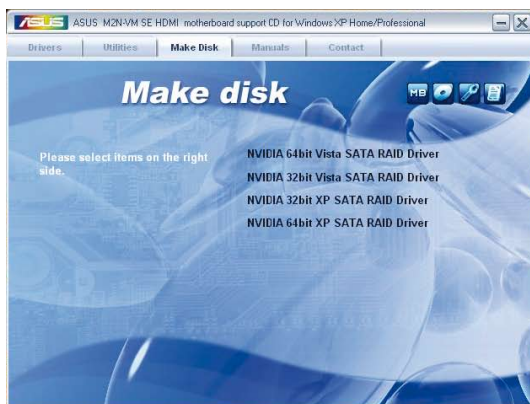 ASUS ASUS M2N-VM SE HDMI motherboard support CD for Windows XP Home/Professional
Drivers Utilities Make Disk Manuals Contact
Make disk
MB
Please select items on the right
side.
NVIDIA 64bit Vista SATA RAID Driver
NVIDIA 32bit Vista SATA RAID Driver
NVIDIA 32bit XP SATA RAID Driver
NVIDIA 64bit XP SATA RAID Driver